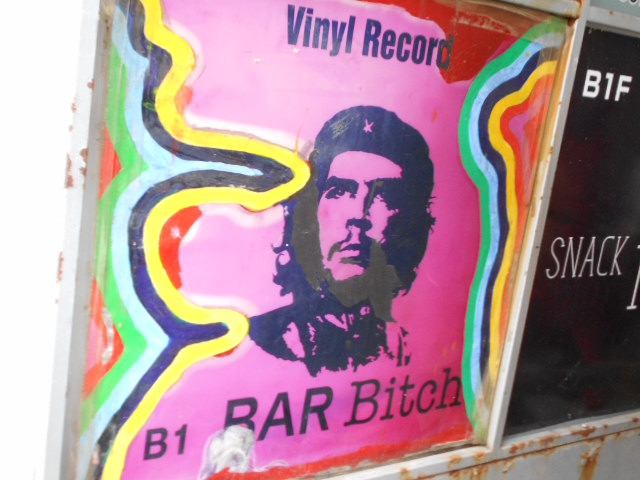 Vinyl Record
B1 BAR Bitch
B1F
SNACK